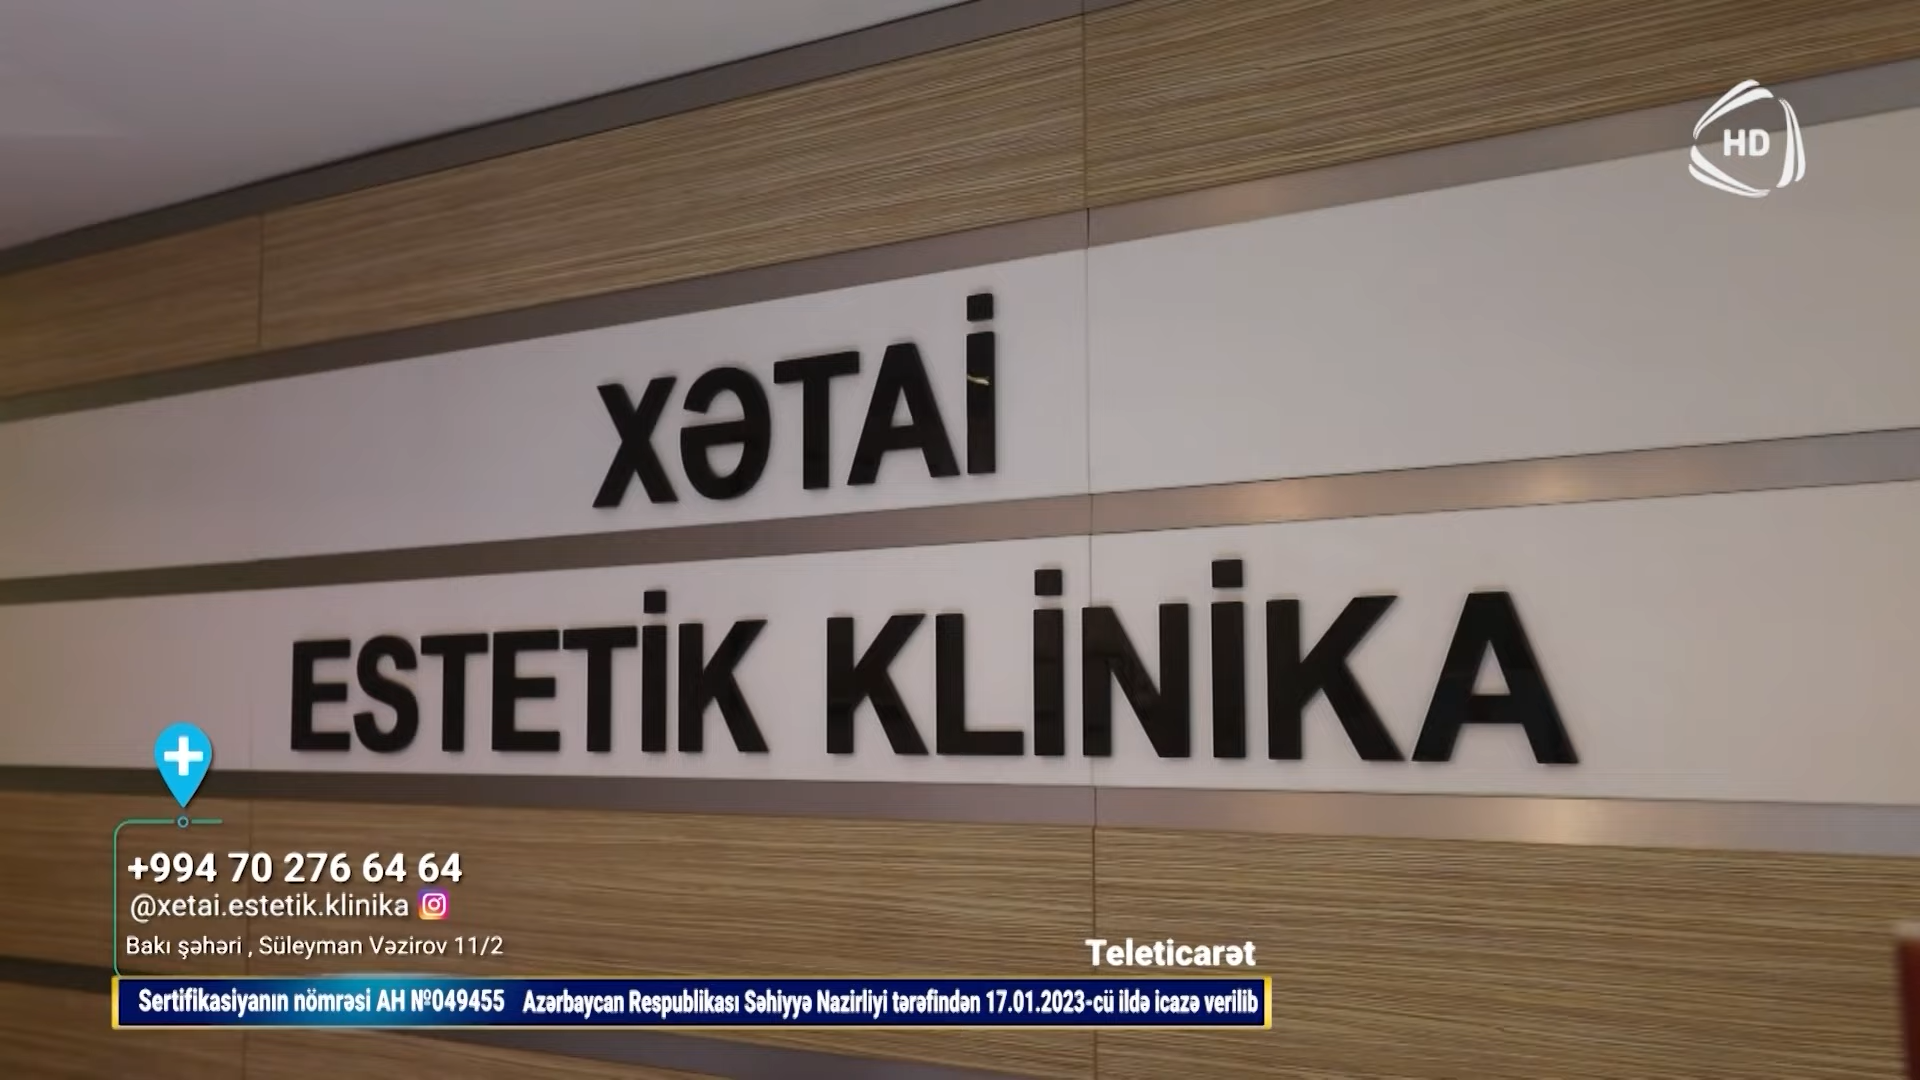 HD
XƏTAİ
ESTETİK KLİNİKA
+994 70 276 64 64
@xetai.estetik.klinika
Bakı şəhəri , Süleyman Vəzirov 11/2
Teleticarət
Sertifikasiyanın nömrəsi AH №049455 Azərbaycan Respublikası Səhiyyə Nazirliyi tərəfindən 17.01.2023-cü ildə icazə verilib